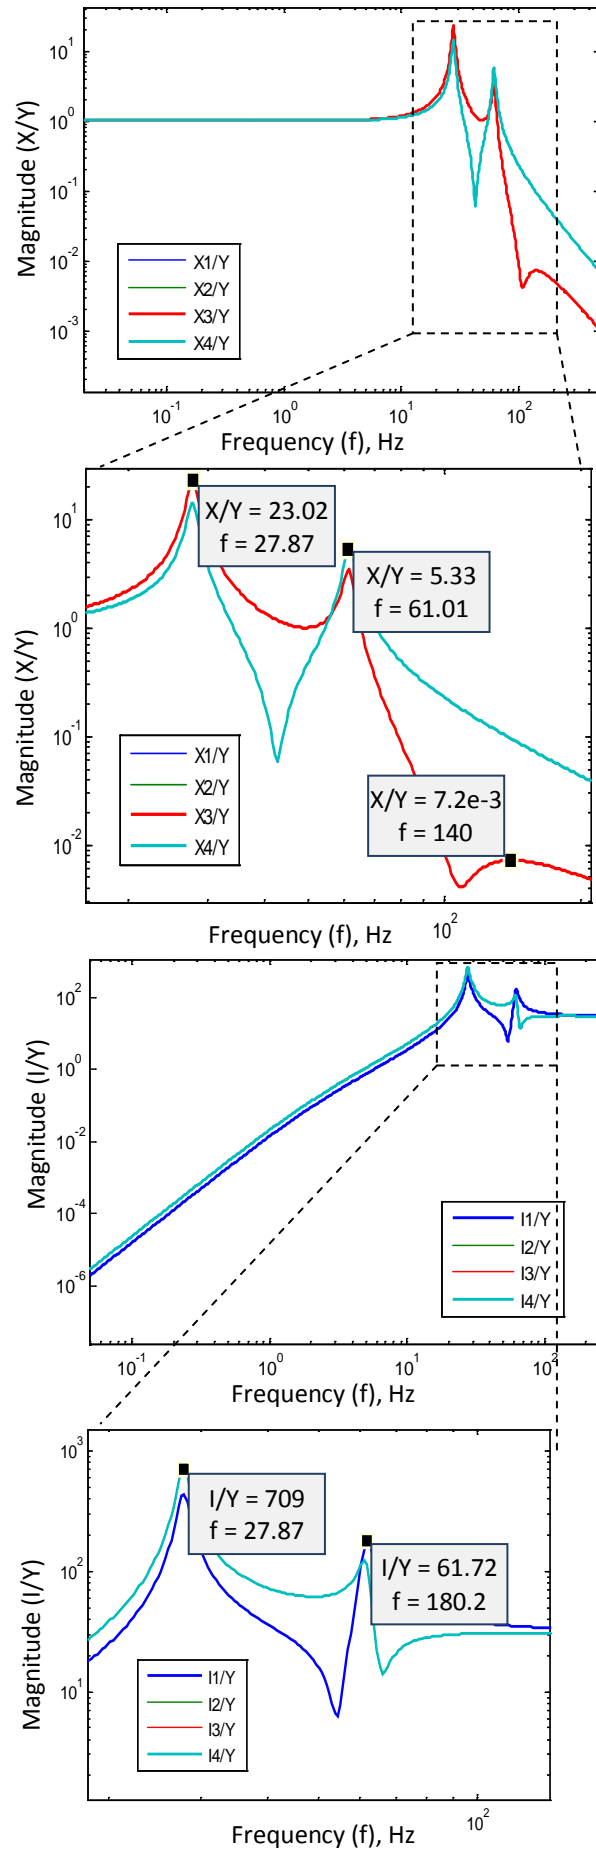 Magnitude (X/Y)
10^1
10^0
10^-1
10^-2
10^-3
X1/Y
X2/Y
X3/Y
X4/Y
10^-1
10^0
10^1
10^2
Frequency (f), Hz
Magnitude (X/Y)
10^1
10^0
10^-1
10^-2
X/Y = 23.02
f = 27.87
X/Y = 5.33
f = 61.01
X/Y = 7.2e-3
f = 140
X1/Y
X2/Y
X3/Y
X4/Y
10^2
Frequency (f), Hz
Magnitude (I/Y)
10^2
10^0
10^-2
10^-4
10^-6
I1/Y
I2/Y
I3/Y
I4/Y
10^-1
10^0
10^1
10^2
Frequency (f), Hz
Magnitude (I/Y)
10^3
10^2
10^1
I/Y = 709
f = 27.87
I/Y = 61.72
f = 180.2
I1/Y
I2/Y
I3/Y
I4/Y
10^2
Frequency (f), Hz